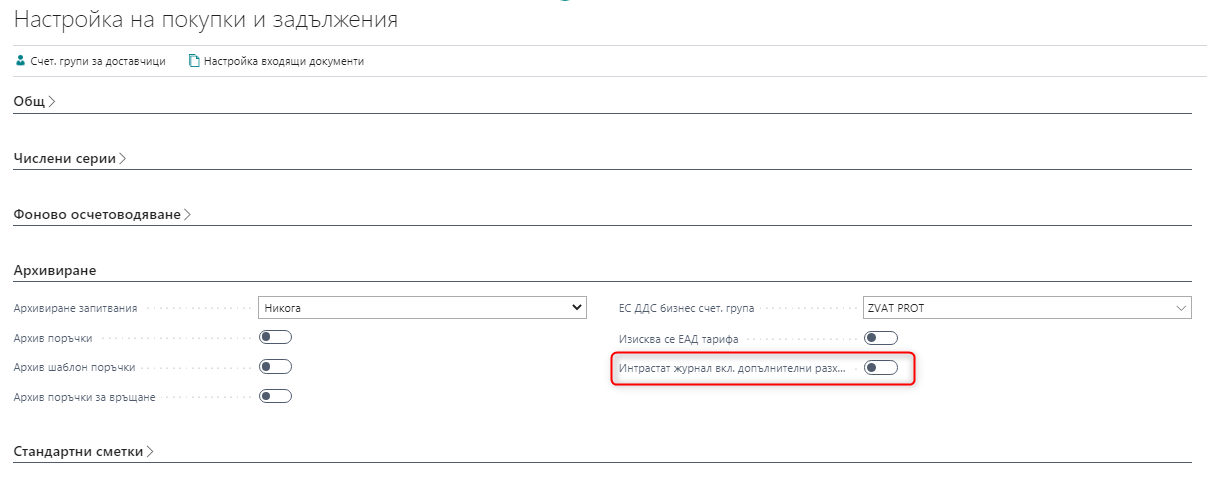 Настройка на покупки и задължения
Счет. групи за доставчици Настройка входящи документи
Общ
Числени серии
Фоново осчетоводяване
Архивиране
Архивиране запитвания Никога ЕС ДДС бизнес счет. група ZVAT PROT
Архив поръчки Изисква се ЕАД тарифа
Архив шаблон поръчки Интрастат журнал вкл. допълнителни разх...
Архив поръчки за връщане
Стандартни сметки